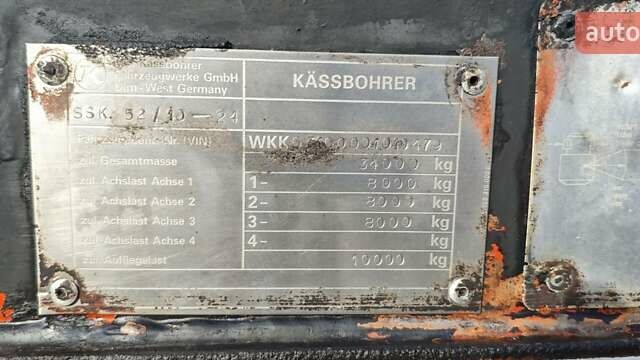 auto
Kässbohrer
Fahrzeugwerke GmbH
Ulm-West Germany
KÄSSBOHRER
SSK. 52/10-24
(VIN) WKK
zul. Gesamtmasse 34000 kg
zul. Achslast Achse 1 1- 8000 kg
zul. Achslast Achse 2 2- 8000 kg
zul. Achslast Achse 3 3- 8000 kg
zul. Achslast Achse 4 4- kg
zul. Aufliegelast 10000 kg